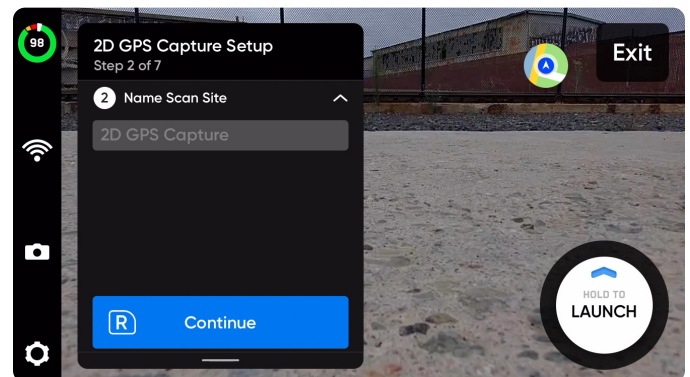 98
2D GPS Capture Setup
Step 2 of 7
2 Name Scan Site
2D GPS Capture
R Continue
Exit
HOLD TO
LAUNCH